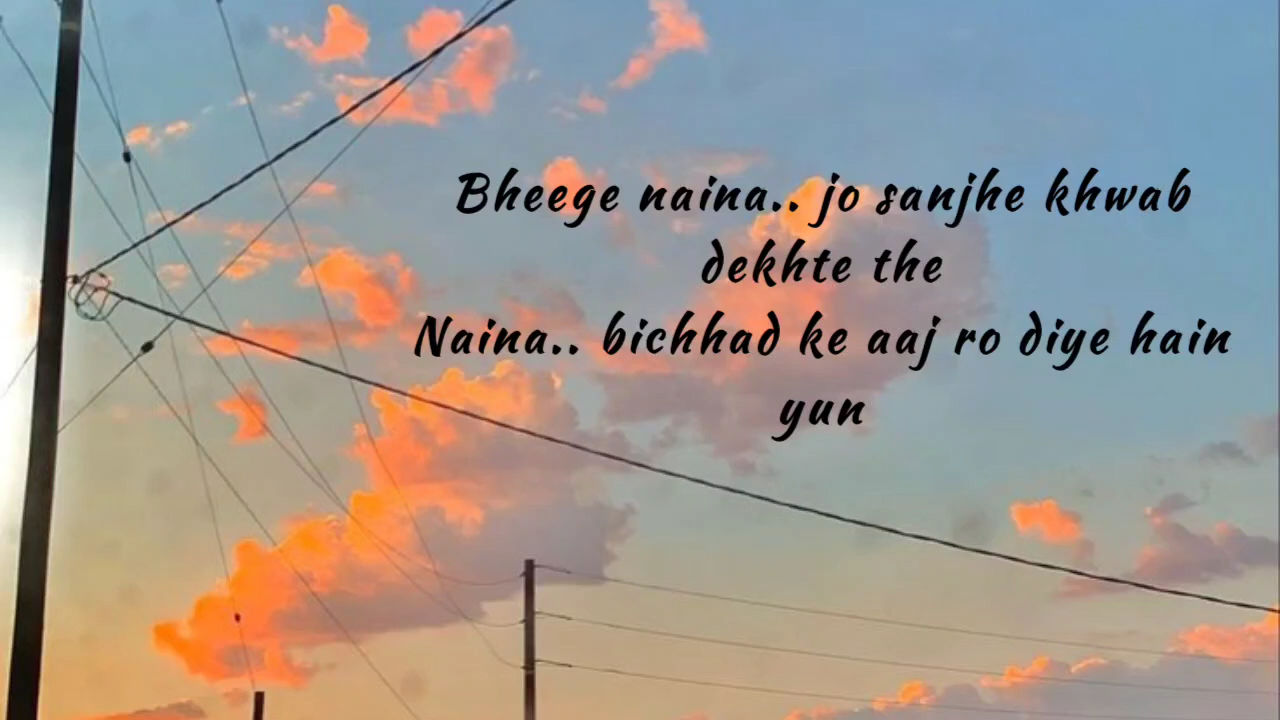 Bheege naina.. jo sanjhe khwab
dekhte the
Naina.. bichhad ke aaj ro diye hain
yun